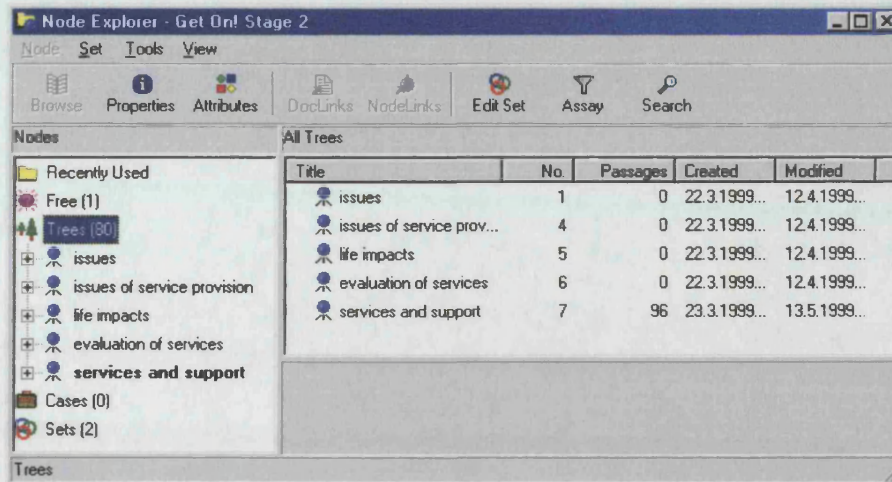 Node Explorer - Get On! Stage 2
Node Set Tools View
Browse Properties Attributes DocLinks NodeLinks Edit Set Assay Search
Nodes
All Trees
Recently Used
Free (1)
Trees (80)
issues
issues of service provision
life impacts
evaluation of services
services and support
Cases (0)
Sets (2)
Title No. Passages Created Modified
issues 1 0 22.3.1999... 12.4.1999...
issues of service prov... 4 0 22.3.1999... 12.4.1999...
life impacts 5 0 22.3.1999... 12.4.1999...
evaluation of services 6 0 22.3.1999... 12.4.1999...
services and support 7 96 23.3.1999... 13.5.1999...
Trees